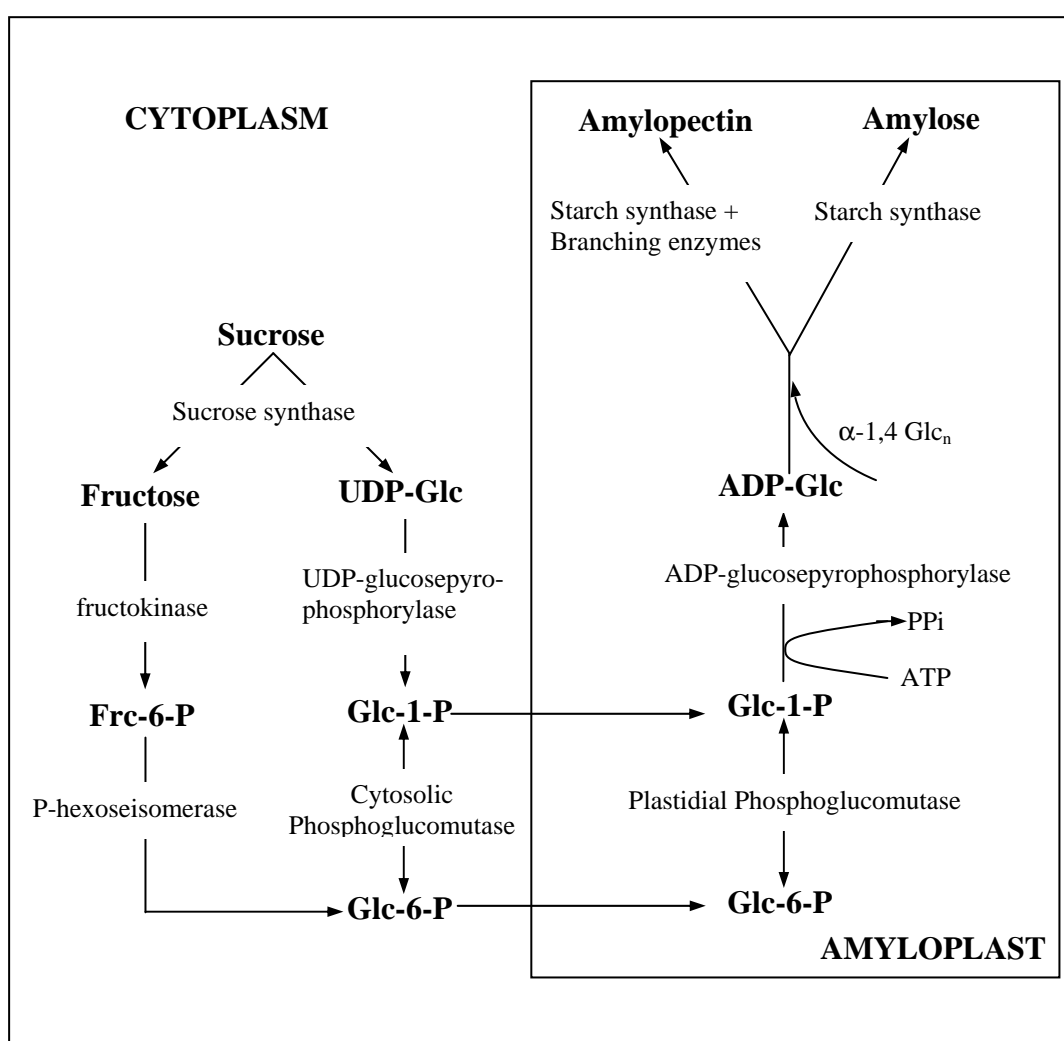 CYTOPLASM
Amylopectin
Amylose
Starch synthase +
Branching enzymes
Starch synthase
Sucrose
Sucrose synthase
α-1,4 Glcn
Fructose
UDP-Glc
ADP-Glc
fructokinase
UDP-glucosepyro-
phosphorylase
ADP-glucosepyrophosphorylase
PPi
ATP
Frc-6-P
Glc-1-P
Glc-1-P
P-hexoseisomerase
Cytosolic
Phosphoglucomutase
Plastidial Phosphoglucomutase
Glc-6-P
Glc-6-P
AMYLOPLAST